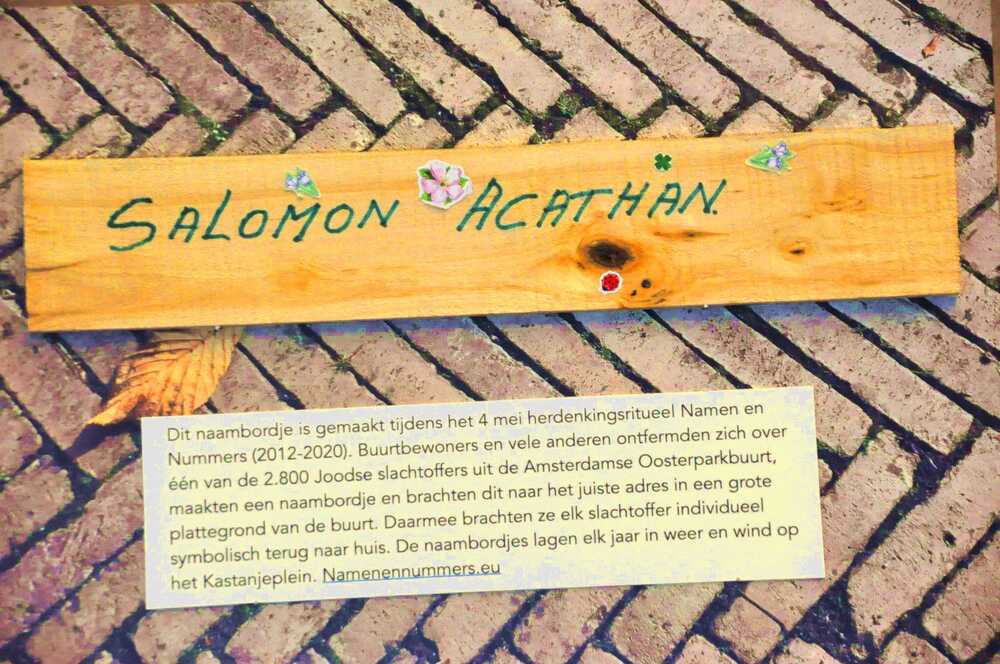 SALOMON ACATHAN.
Dit naambordje is gemaakt tijdens het 4 mei herdenkingsritueel Namen en
Nummers (2012-2020). Buurtbewoners en vele anderen ontfermden zich over
één van de 2.800 Joodse slachtoffers uit de Amsterdamse Oosterparkbuurt,
maakten een naambordje en brachten dit naar het juiste adres in een grote
plattegrond van de buurt. Daarmee brachten ze elk slachtoffer individueel
symbolisch terug naar huis. De naambordjes lagen elk jaar in weer en wind op
het Kastanjeplein. Namenennummers.eu